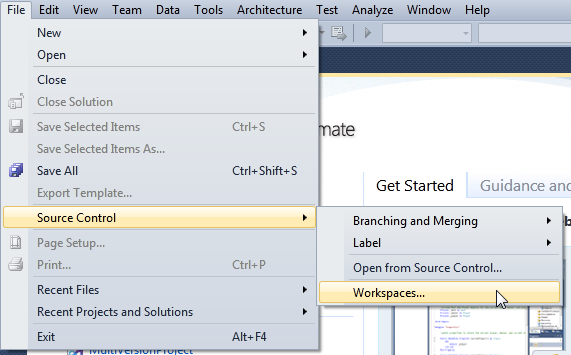 File Edit View Team Data Tools Architecture Test Analyze Window Help
New
Open
Close
Close Solution
Save Selected Items Ctrl+S
Save Selected Items As...
Save All Ctrl+Shift+S
Export Template...
Source Control
Page Setup...
Print... Ctrl+P
Recent Files
Recent Projects and Solutions
Exit Alt+F4
mate
Get Started Guidance and
Branching and Merging
Label
Open from Source Control...
Workspaces...
MultiVersionProject